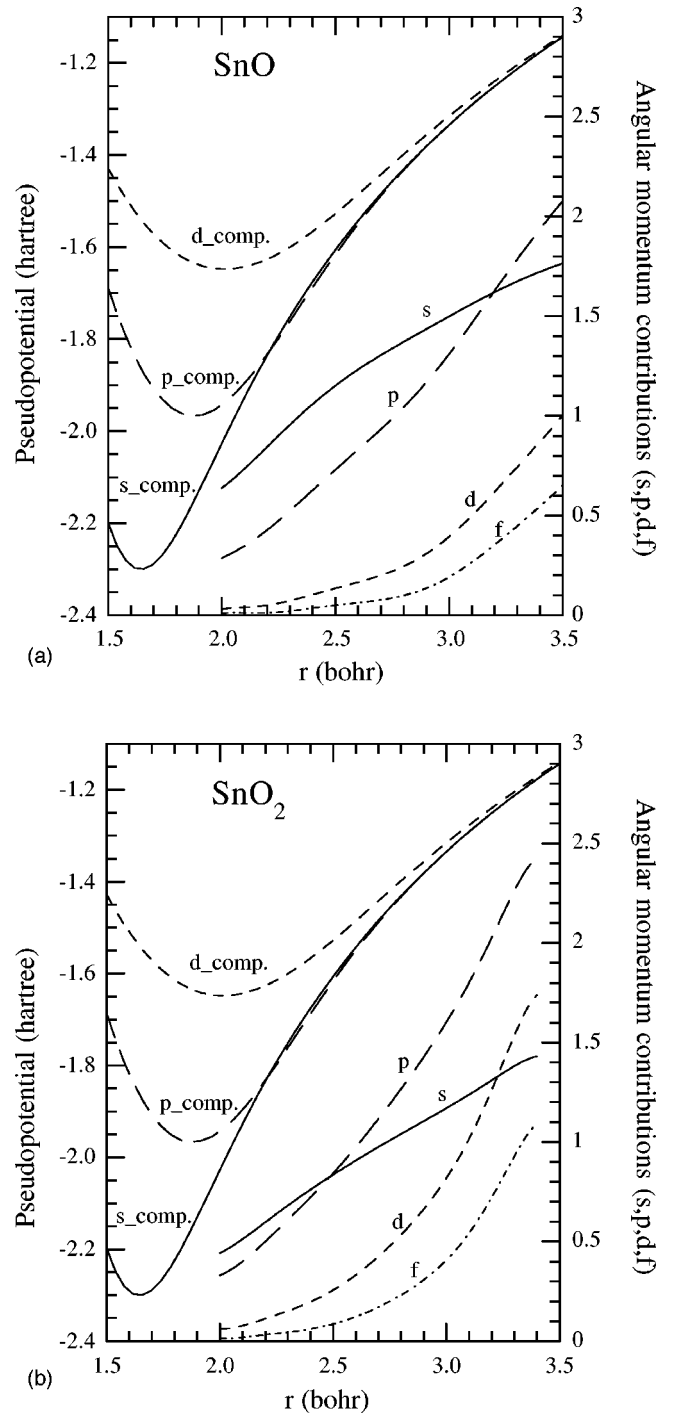 SnO
-1.2
-1.4
-1.6
-1.8
-2.0
-2.2
-2.4
Pseudopotential (hartree)
d_comp.
p_comp.
s_comp.
s
p
d
f
3
2.5
2
1.5
1
0.5
0
Angular momentum contributions (s,p,d,f)
1.5 2.0 2.5 3.0 3.5
r (bohr)
(a)
SnO2
-1.2
-1.4
-1.6
-1.8
-2.0
-2.2
-2.4
Pseudopotential (hartree)
d_comp.
p_comp.
s_comp.
p
s
d
f
3
2.5
2
1.5
1
0.5
0
Angular momentum contributions (s,p,d,f)
1.5 2.0 2.5 3.0 3.5
r (bohr)
(b)